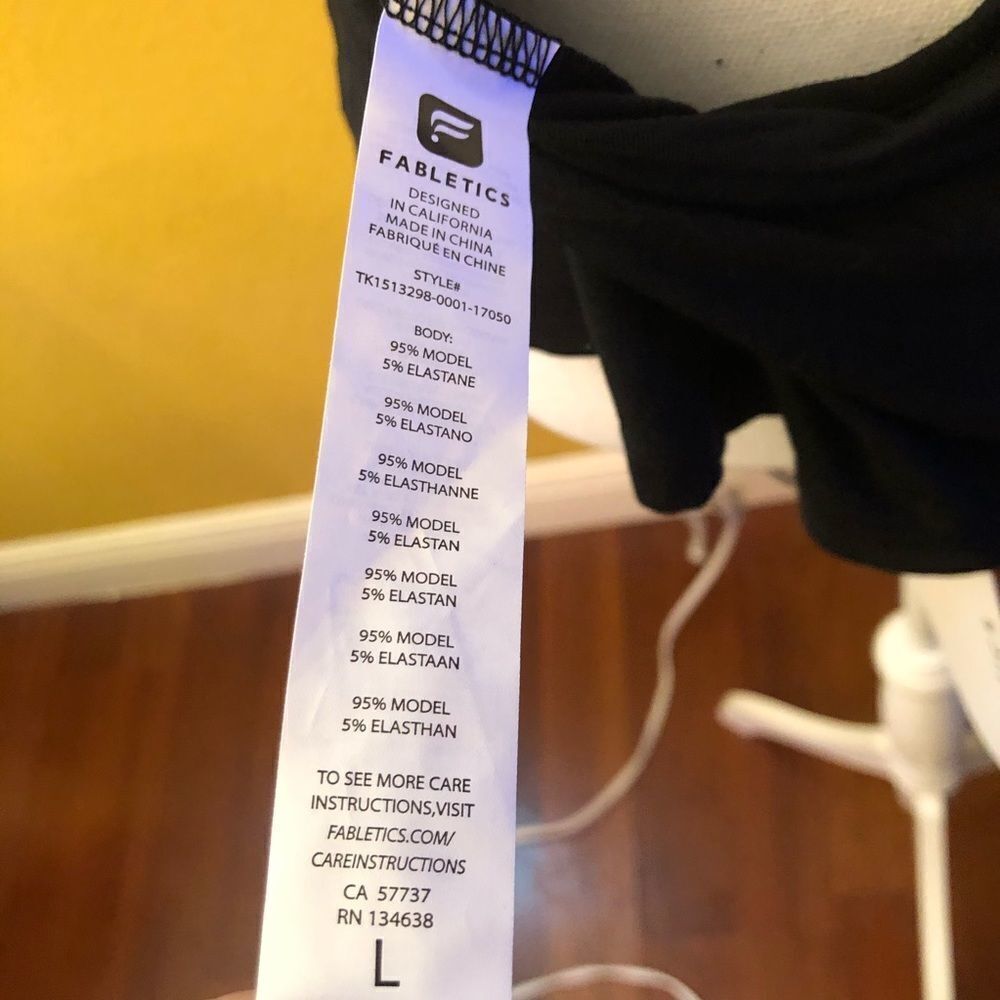 FABLETICS
DESIGNED
IN CALIFORNIA
MADE IN CHINA
FABRIQUÉ EN CHINE
STYLE#
TK1513298-0001-17050
BODY:
95% MODEL
5% ELASTANE
95% MODEL
5% ELASTANO
95% MODEL
5% ELASTHANNE
95% MODEL
5% ELASTAN
95% MODEL
5% ELASTAN
95% MODEL
5% ELASTAAN
95% MODEL
5% ELASTHAN
TO SEE MORE CARE
INSTRUCTIONS,VISIT
FABLETICS.COM/
CAREINSTRUCTIONS
CA 57737
RN 134638
L